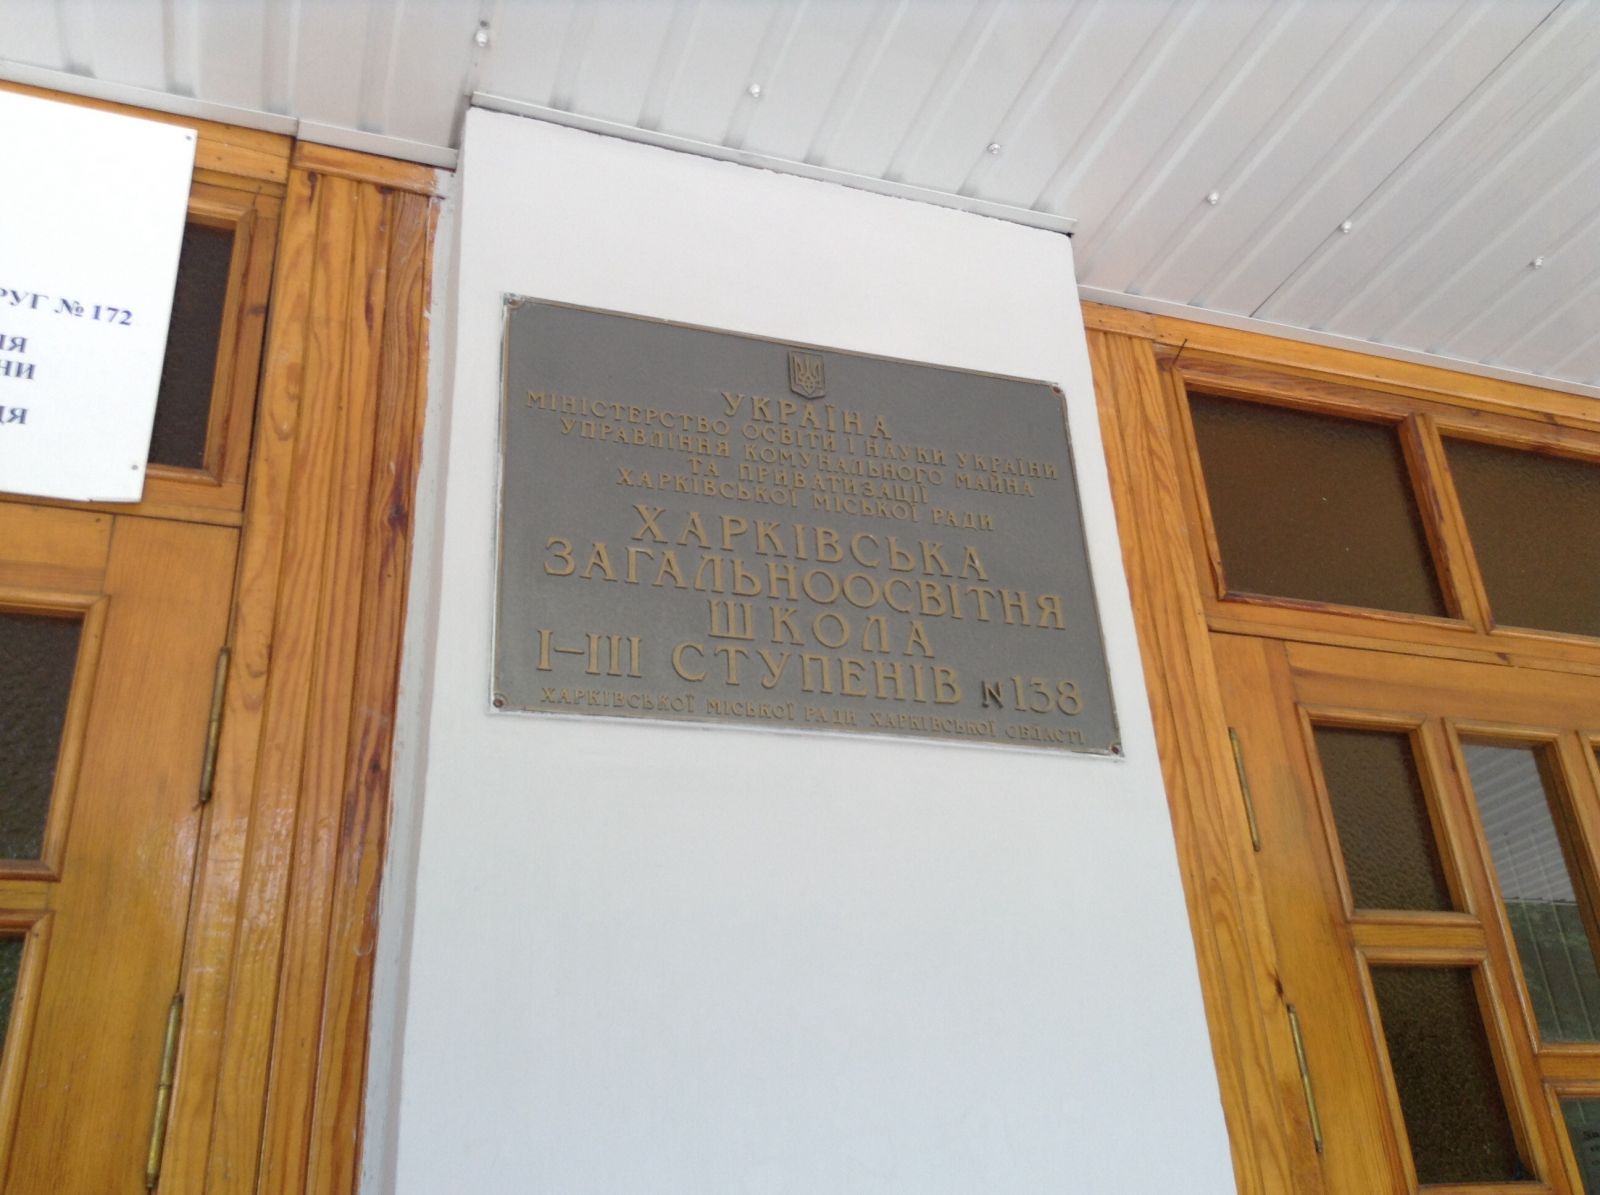 РУГ № 172
УКРАЇНА
МІНІСТЕРСТВО ОСВІТИ І НАУКИ УКРАЇНИ
УПРАВЛІННЯ КОМУНАЛЬНОГО МАЙНА
ТА ПРИВАТИЗАЦІЇ
ХАРКІВСЬКОЇ МІСЬКОЇ РАДИ
ХАРКІВСЬКА
ЗАГАЛЬНООСВІТНЯ
ШКОЛА
І–ІІІ СТУПЕНІВ №138
ХАРКІВСЬКОЇ МІСЬКОЇ РАДИ ХАРКІВСЬКОЇ ОБЛАСТІ